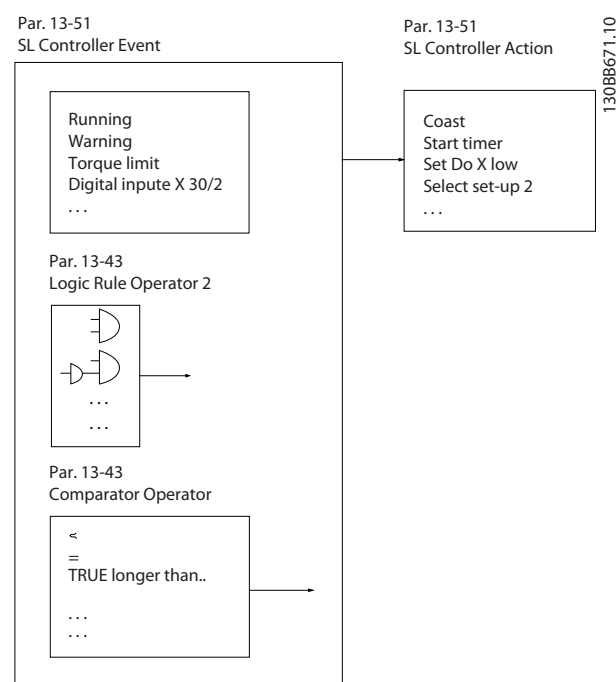 Par. 13-51
SL Controller Event
Par. 13-51
SL Controller Action
130BB671.10
Running
Warning
Torque limit
Digital inpute X 30/2
. . .
Coast
Start timer
Set Do X low
Select set-up 2
. . .
Par. 13-43
Logic Rule Operator 2
. . .
. . .
Par. 13-43
Comparator Operator
<
=
TRUE longer than..
. . .
. . .